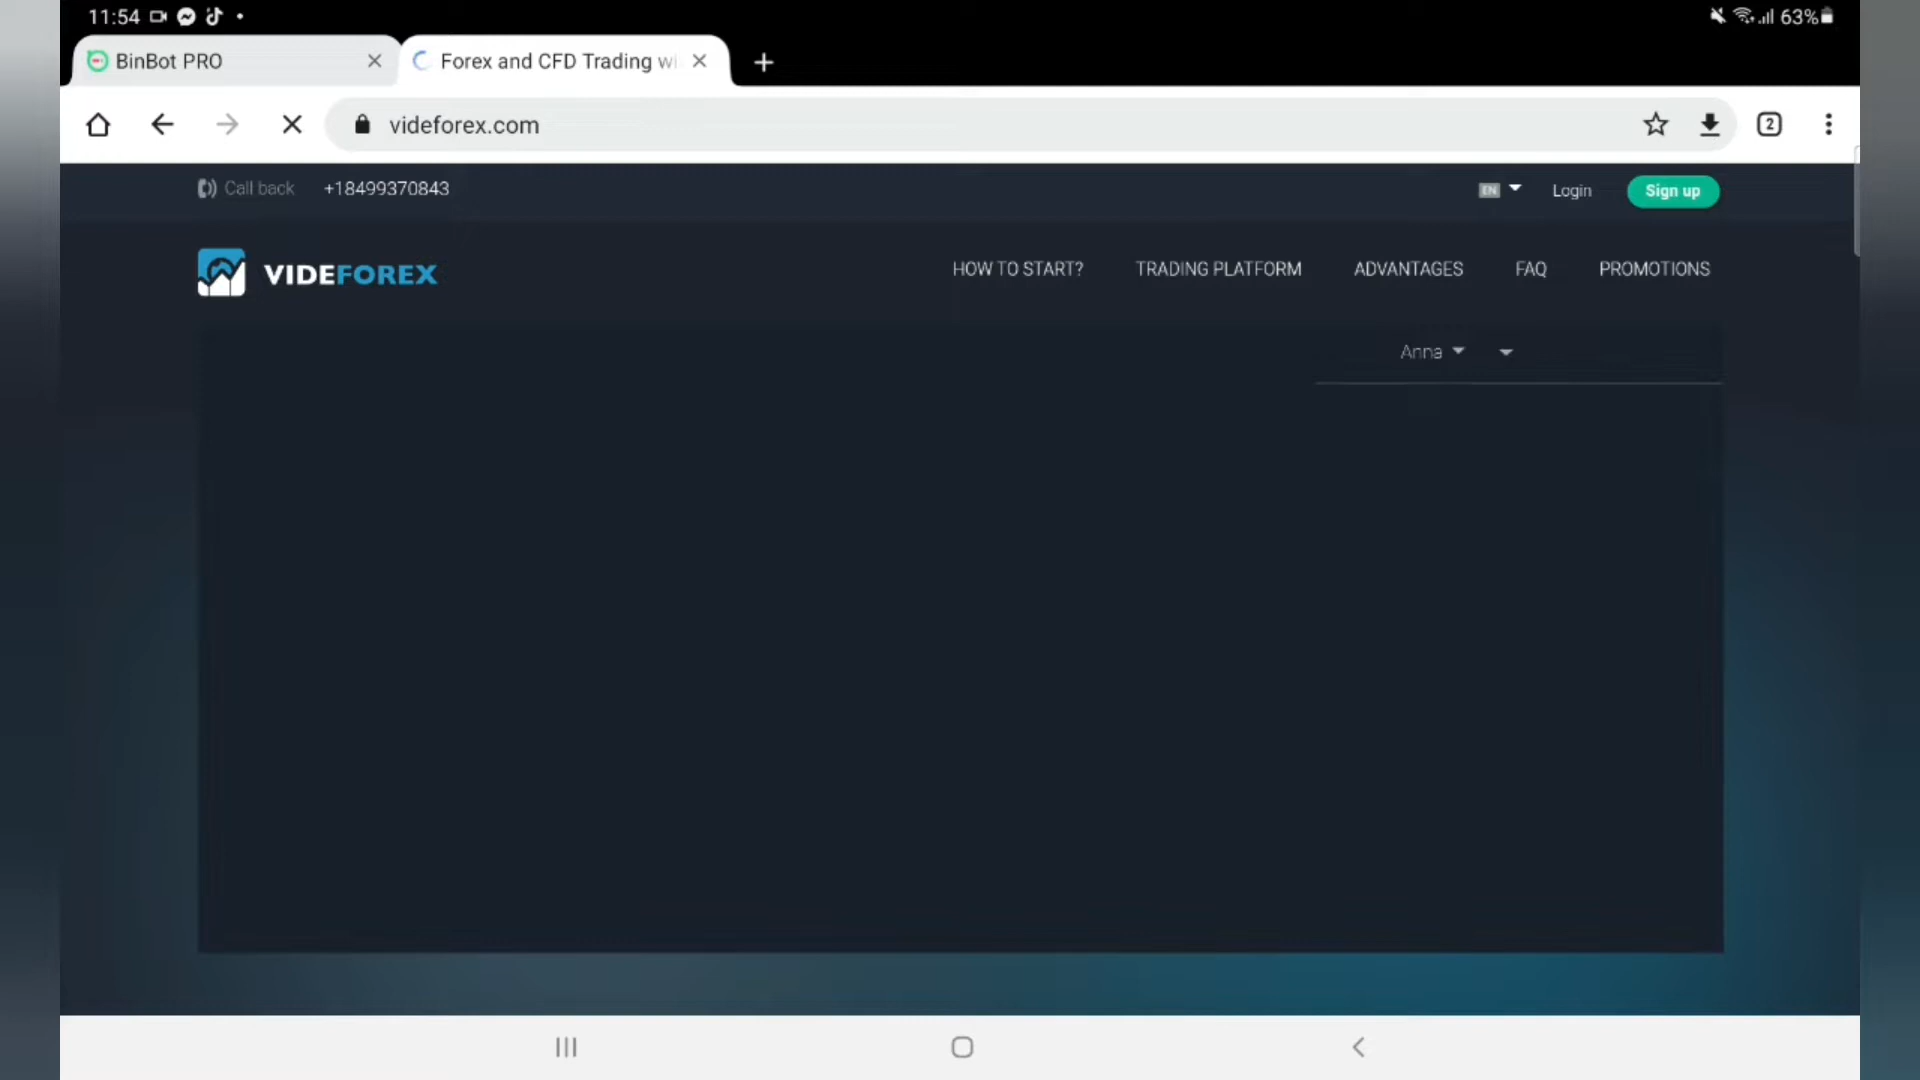 11:54
63%
BinBot PRO
Forex and CFD Trading wi
videforex.com
2
Call back +18499370843
EN
Login
Sign up
VIDEFOREX
HOW TO START?
TRADING PLATFORM
ADVANTAGES
FAQ
PROMOTIONS
Anna